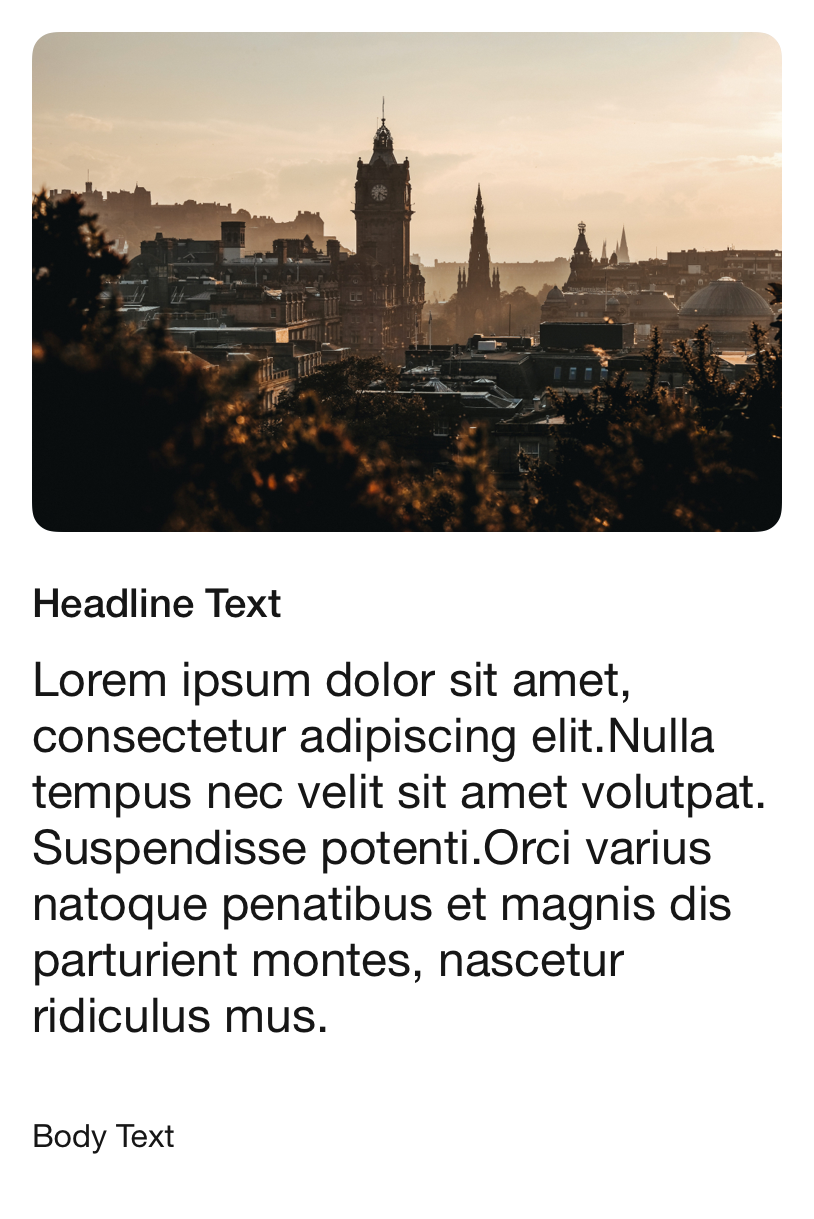 Headline Text
Lorem ipsum dolor sit amet,
consectetur adipiscing elit.Nulla
tempus nec velit sit amet volutpat.
Suspendisse potenti.Orci varius
natoque penatibus et magnis dis
parturient montes, nascetur
ridiculus mus.
Body Text